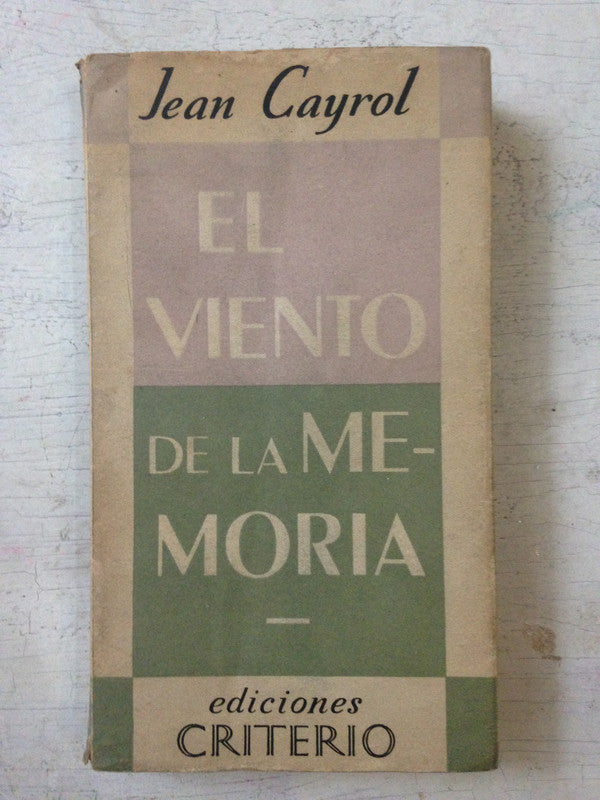 Jean Cayrol
EL
VIENTO
DE LA ME-
MORIA
—
ediciones
CRITERIO